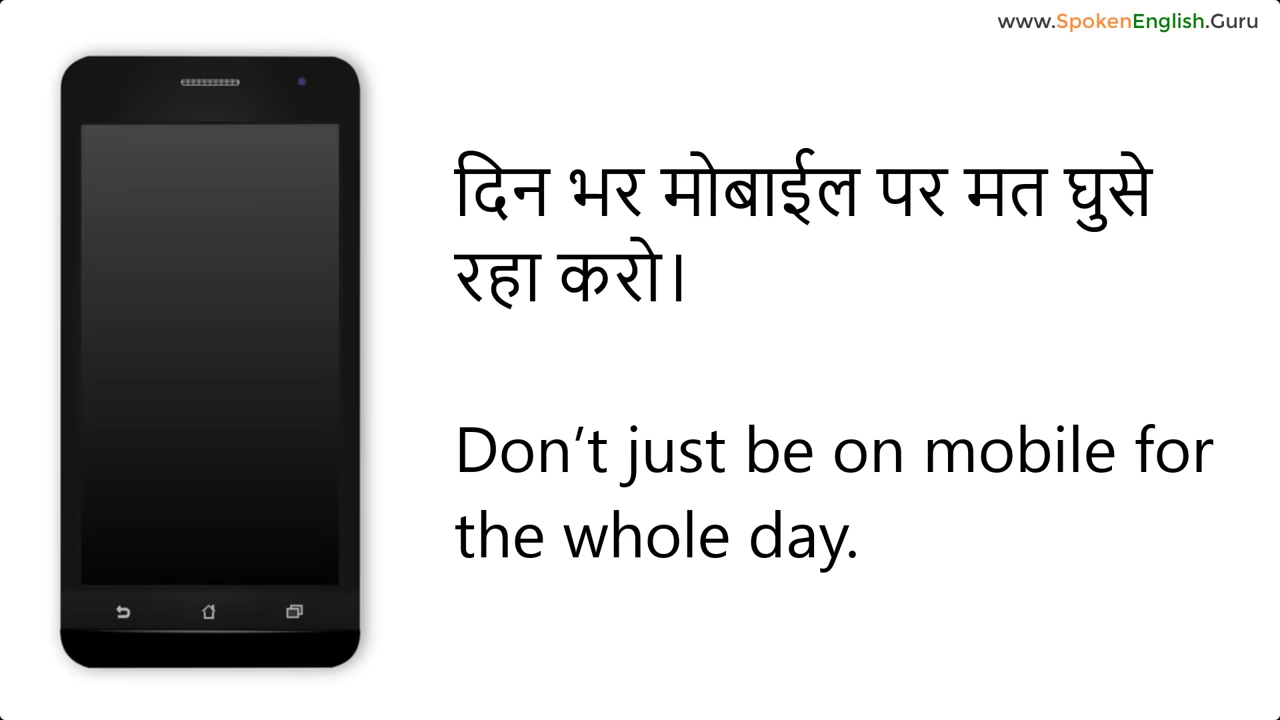 www.SpokenEnglish.Guru
दिन भर मोबाईल पर मत घुसे
रहा करो।
Don’t just be on mobile for
the whole day.